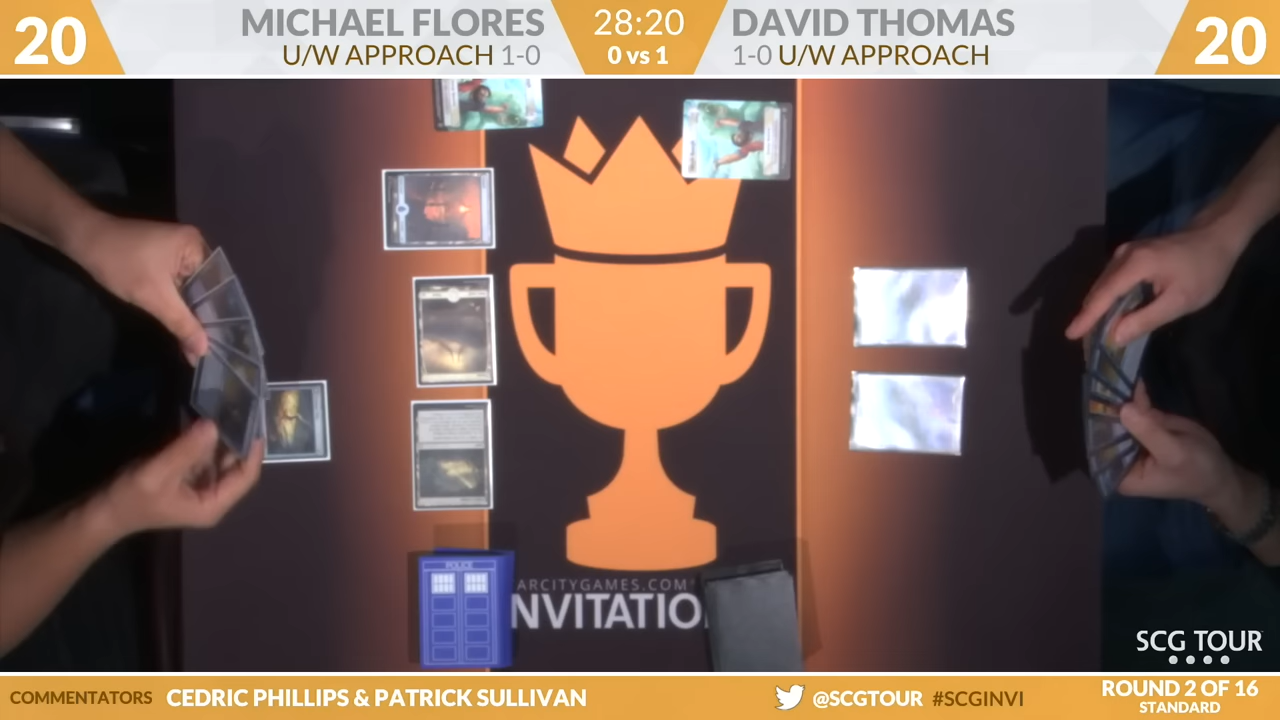 20
MICHAEL FLORES
U/W APPROACH 1-0
28:20
0 vs 1
DAVID THOMAS
1-0 U/W APPROACH
20
POLICE
ARCITYGAMES.COM
NVITATIO
SCG TOUR
COMMENTATORS CEDRIC PHILLIPS & PATRICK SULLIVAN
@SCGTOUR #SCGINVI
ROUND 2 OF 16
STANDARD